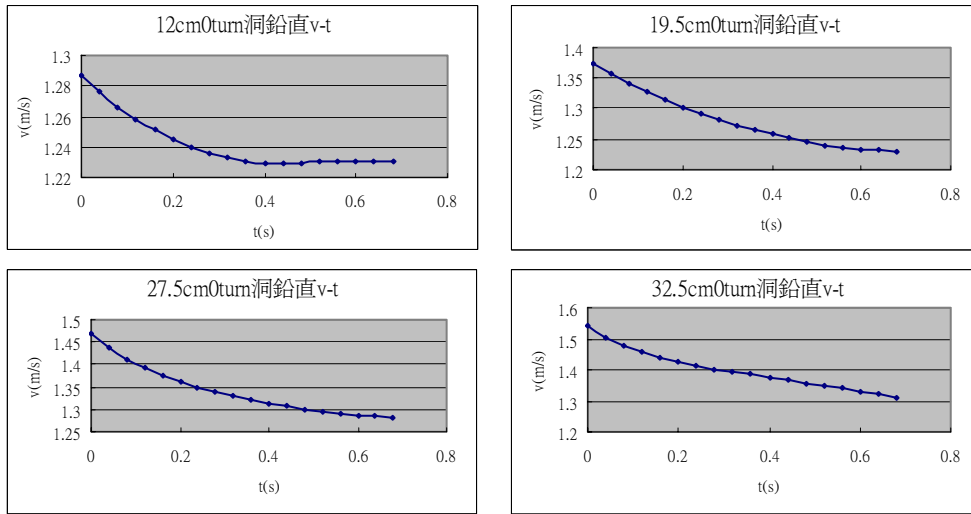 12cm0turn洞鉛直v-t
v(m/s)
1.3
1.28
1.26
1.24
1.22
0 0.2 0.4 0.6 0.8
t(s)
19.5cm0turn洞鉛直v-t
v(m/s)
1.4
1.35
1.3
1.25
1.2
0 0.2 0.4 0.6 0.8
t(s)
27.5cm0turn洞鉛直v-t
v(m/s)
1.5
1.45
1.4
1.35
1.3
1.25
0 0.2 0.4 0.6 0.8
t(s)
32.5cm0turn洞鉛直v-t
v(m/s)
1.6
1.5
1.4
1.3
1.2
0 0.2 0.4 0.6 0.8
t(s)